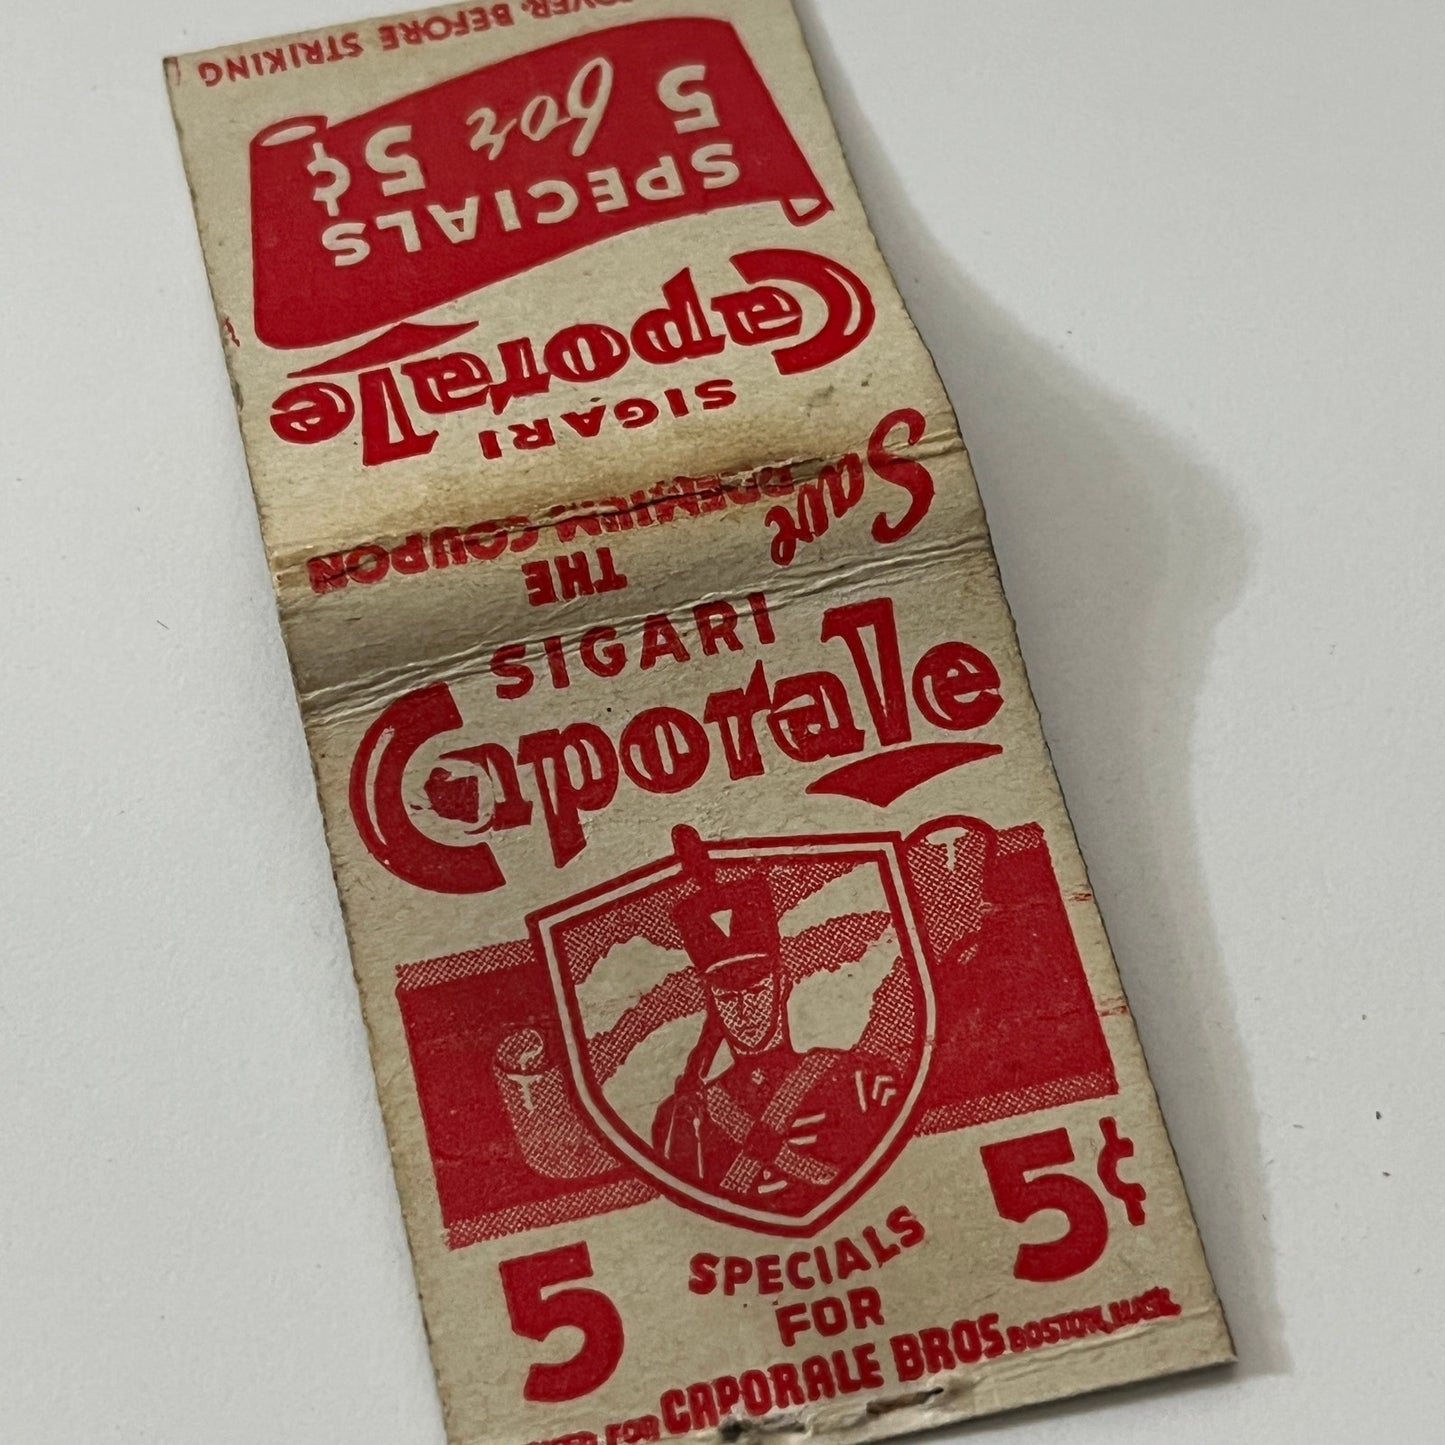 COVER, BEFORE STRIKING
5 for 5¢
SPECIALS
Caporale
SIGARI
Save
THE
PREMIUM COUPON
SIGARI
Caporale
5 SPECIALS 5¢
FOR
FOR CAPORALE BROS BOSTON, MASS.